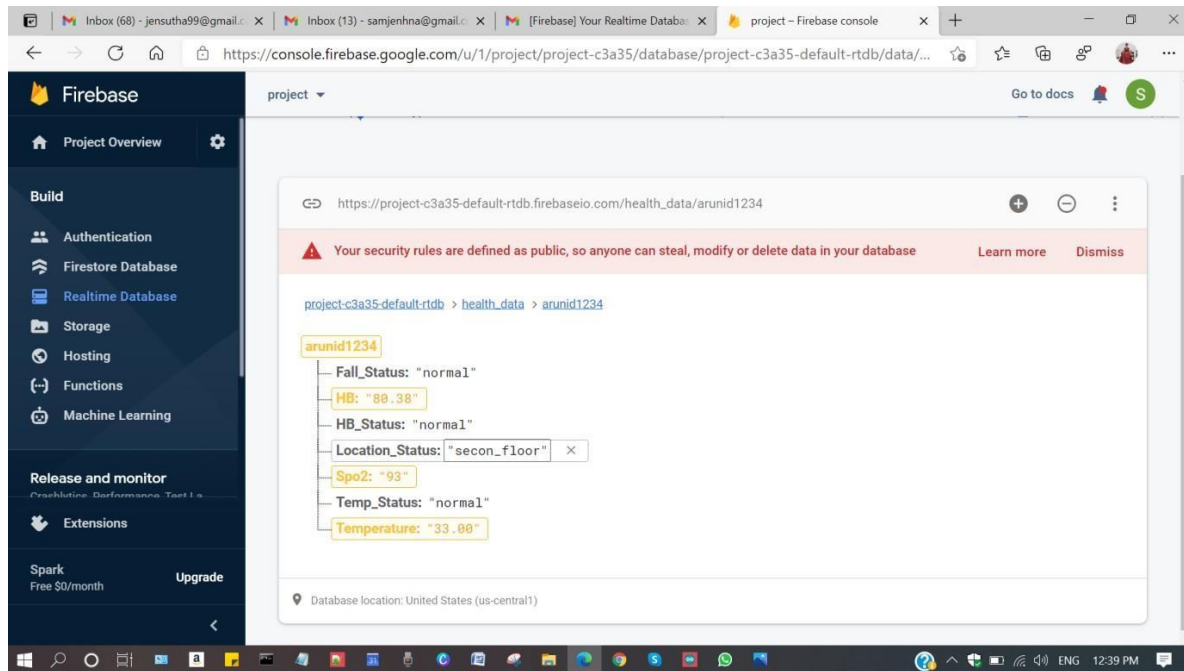 Inbox (68) - jensutha99@gmail.c
Inbox (13) - samjenhna@gmail.c
[Firebase] Your Realtime Databas
project – Firebase console
https://console.firebase.google.com/u/1/project/project-c3a35/database/project-c3a35-default-rtdb/data/...
Firebase
project
Go to docs
S
Project Overview
Build
https://project-c3a35-default-rtdb.firebaseio.com/health_data/arunid1234
Authentication
Your security rules are defined as public, so anyone can steal, modify or delete data in your database
Learn more
Dismiss
Firestore Database
Realtime Database
project-c3a35-default-rtdb > health_data > arunid1234
Storage
Hosting
arunid1234
Functions
Fall_Status: "normal"
HB: "80.38"
Machine Learning
HB_Status: "normal"
Location_Status: "secon_floor"
Release and monitor
Spo2: "93"
Crashlytics, Performance, Test La...
Temp_Status: "normal"
Extensions
Temperature: "33.00"
Spark
Free $0/month
Upgrade
Database location: United States (us-central1)
ENG 12:39 PM